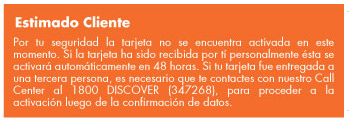 Estimado Cliente
Por tu seguridad la tarjeta no se encuentra activada en este
momento. Si la tarjeta ha sido recibida por tí personalmente ésta se
activará automáticamente en 48 horas. Si tu tarjeta fue entregada a
una tercera persona, es necesario que te contactes con nuestro Call
Center al 1800 DISCOVER (347268), para proceder a la
activación luego de la confirmación de datos.